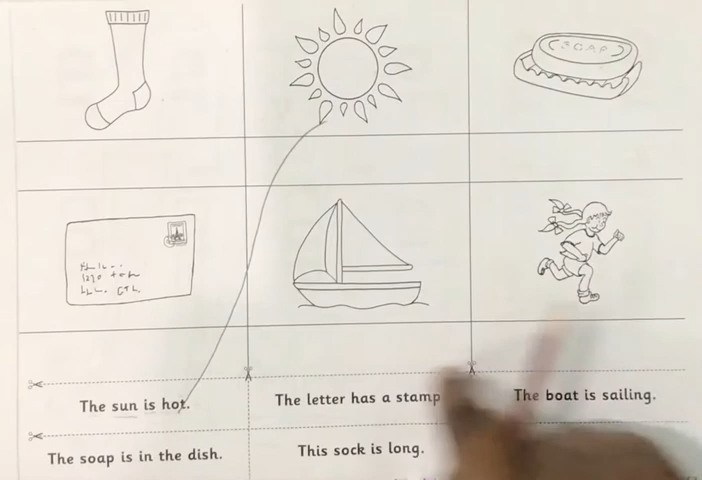 SOAP
The sun is hot.
The letter has a stamp
The boat is sailing.
The soap is in the dish.
This sock is long.